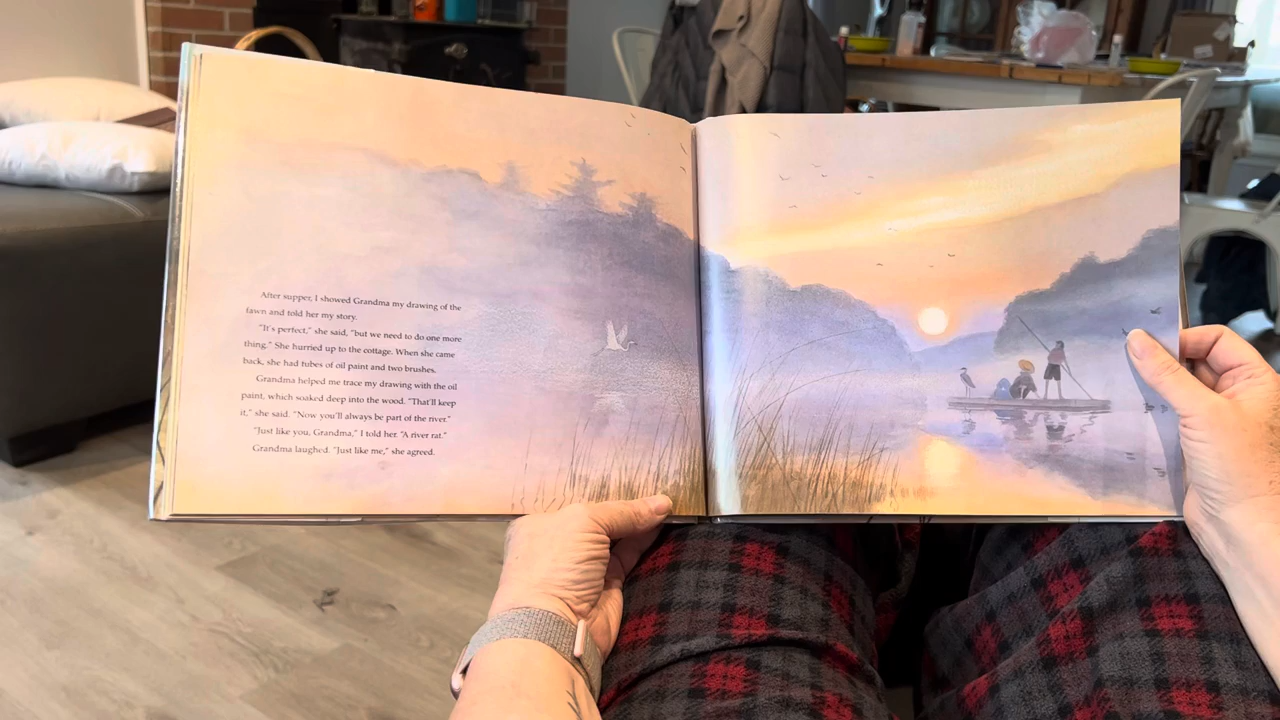 After supper, I showed Grandma my drawing of the
fawn and told her my story.
"It's perfect," she said, "but we need to do one more
thing." She hurried up to the cottage. When she came
back, she had tubes of oil paint and two brushes.
Grandma helped me trace my drawing with the oil
paint, which soaked deep into the wood. "That'll keep
it," she said. "Now you'll always be part of the river."
"Just like you, Grandma," I told her. "A river rat."
Grandma laughed. "Just like me," she agreed.